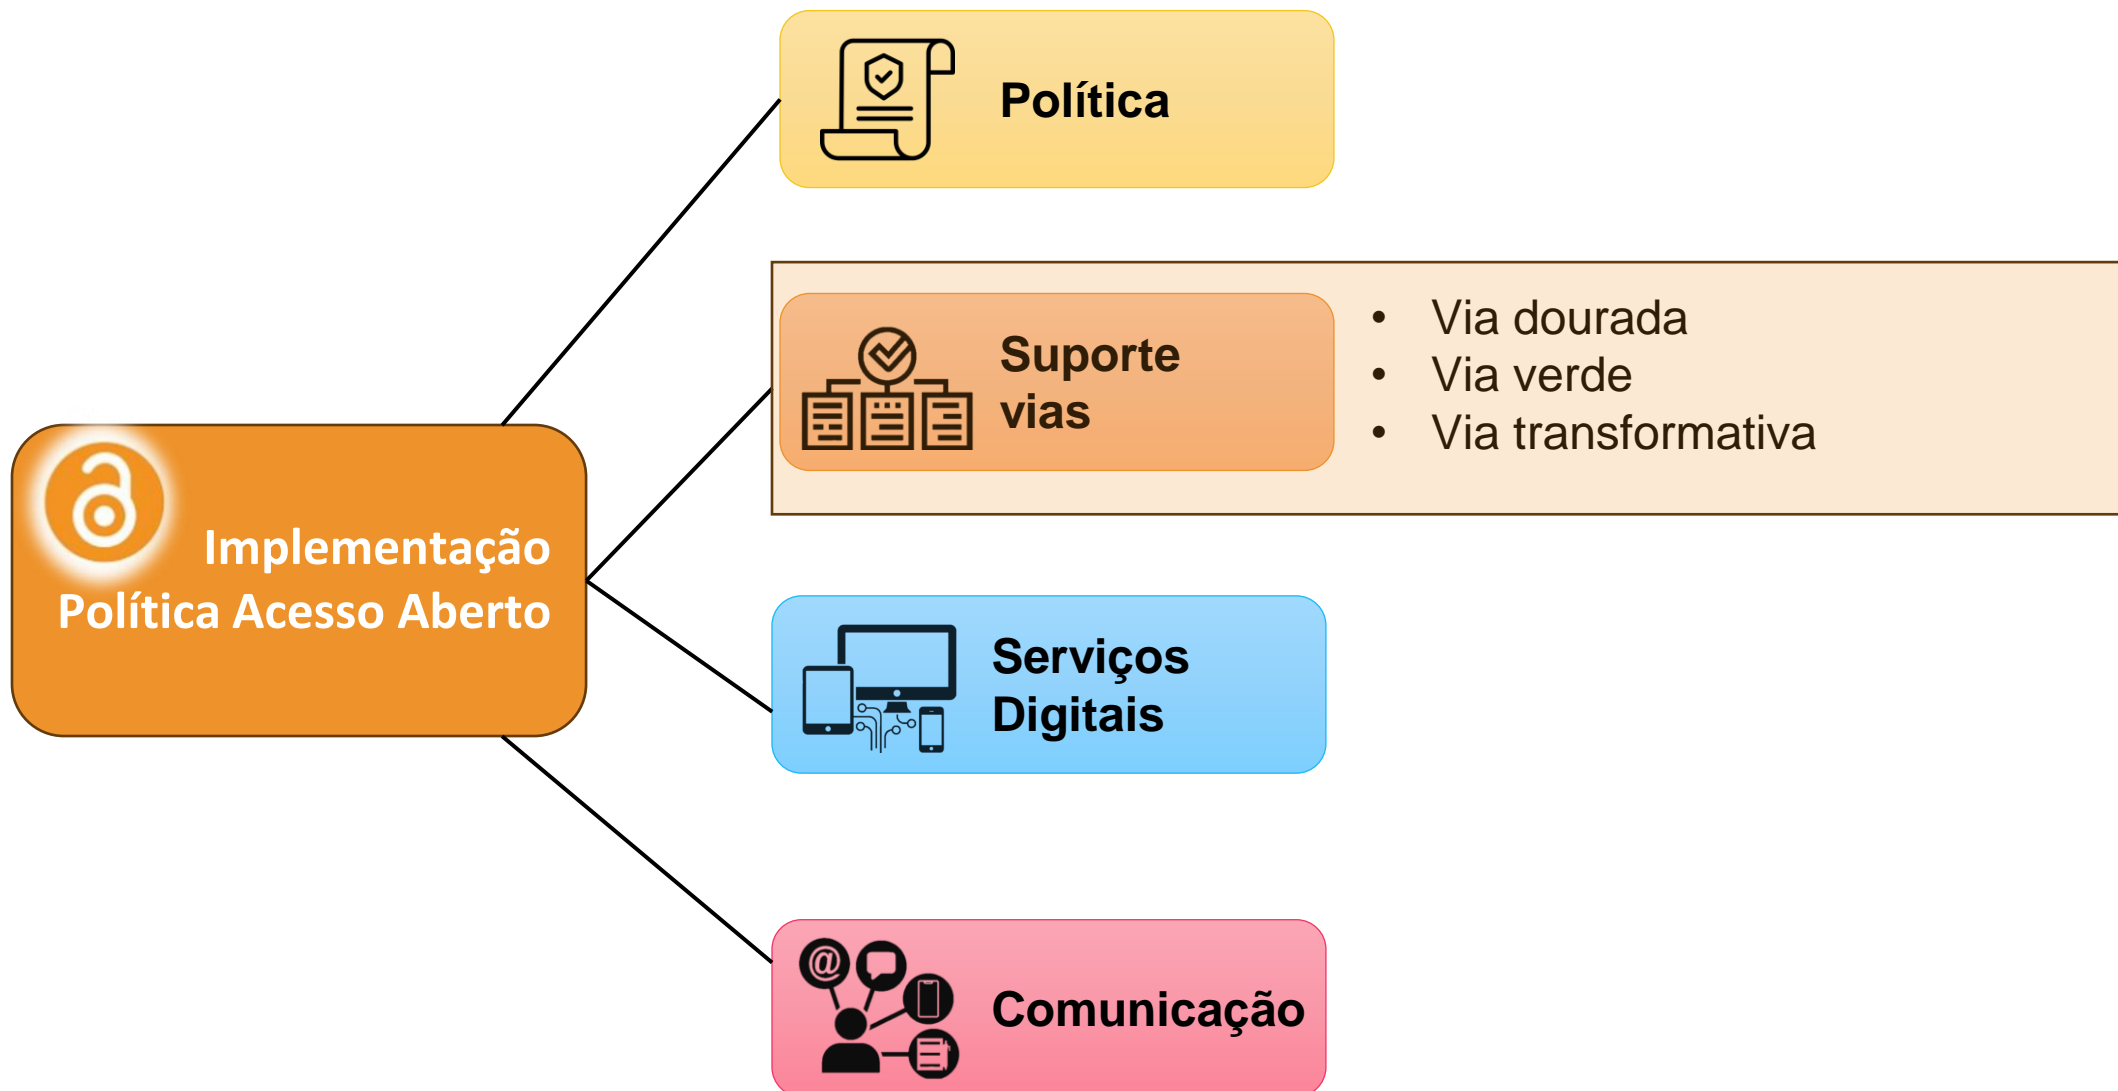 Implementação
Política Acesso Aberto
Política
Suporte
vias
• Via dourada
• Via verde
• Via transformativa
Serviços
Digitais
@
Comunicação